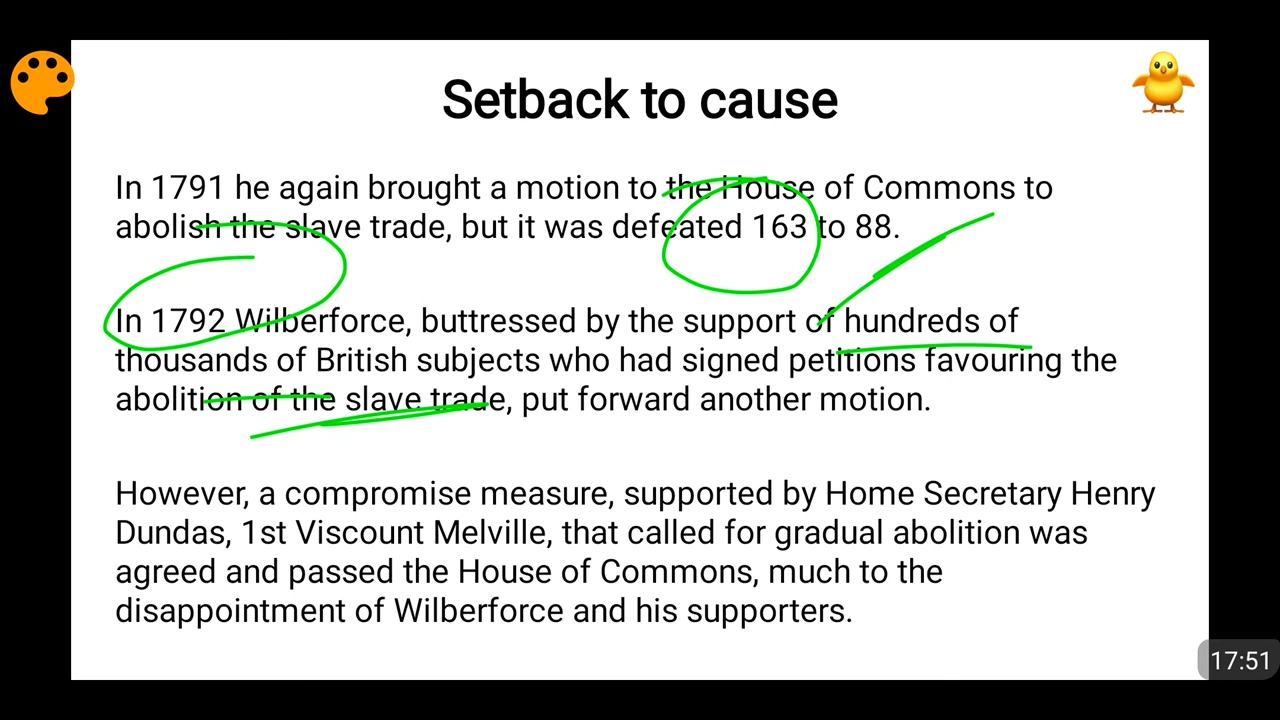 Setback to cause
In 1791 he again brought a motion to the House of Commons to
abolish the slave trade, but it was defeated 163 to 88.
In 1792 Wilberforce, buttressed by the support of hundreds of
thousands of British subjects who had signed petitions favouring the
abolition of the slave trade, put forward another motion.
However, a compromise measure, supported by Home Secretary Henry
Dundas, 1st Viscount Melville, that called for gradual abolition was
agreed and passed the House of Commons, much to the
disappointment of Wilberforce and his supporters.
17:51